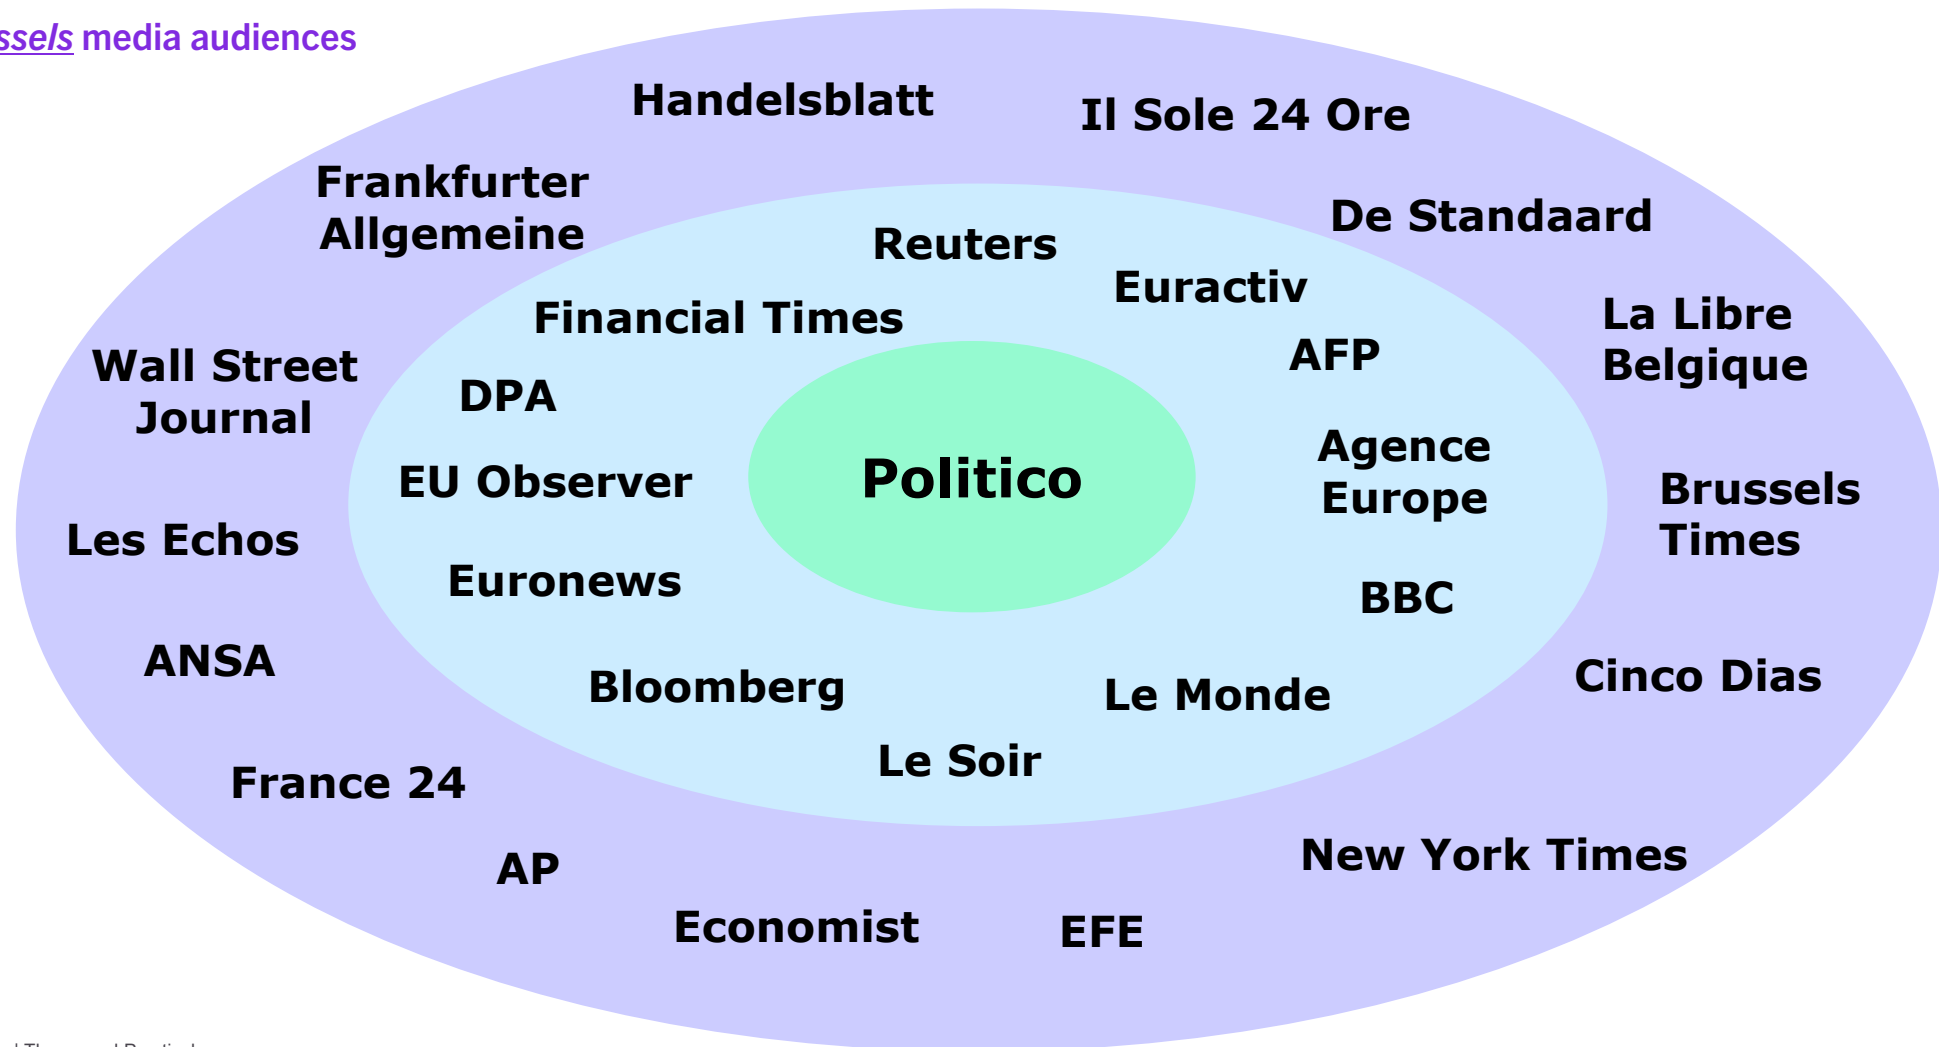 media audiences
Handelsblatt
Il Sole 24 Ore
Frankfurter
Allgemeine
De Standaard
Reuters
Euractiv
Financial Times
La Libre
Belgique
AFP
Wall Street
Journal
DPA
Agence
Europe
Politico
EU Observer
Brussels
Times
Les Echos
Euronews
BBC
ANSA
Bloomberg
Le Monde
Cinco Dias
Le Soir
France 24
New York Times
AP
Economist
EFE